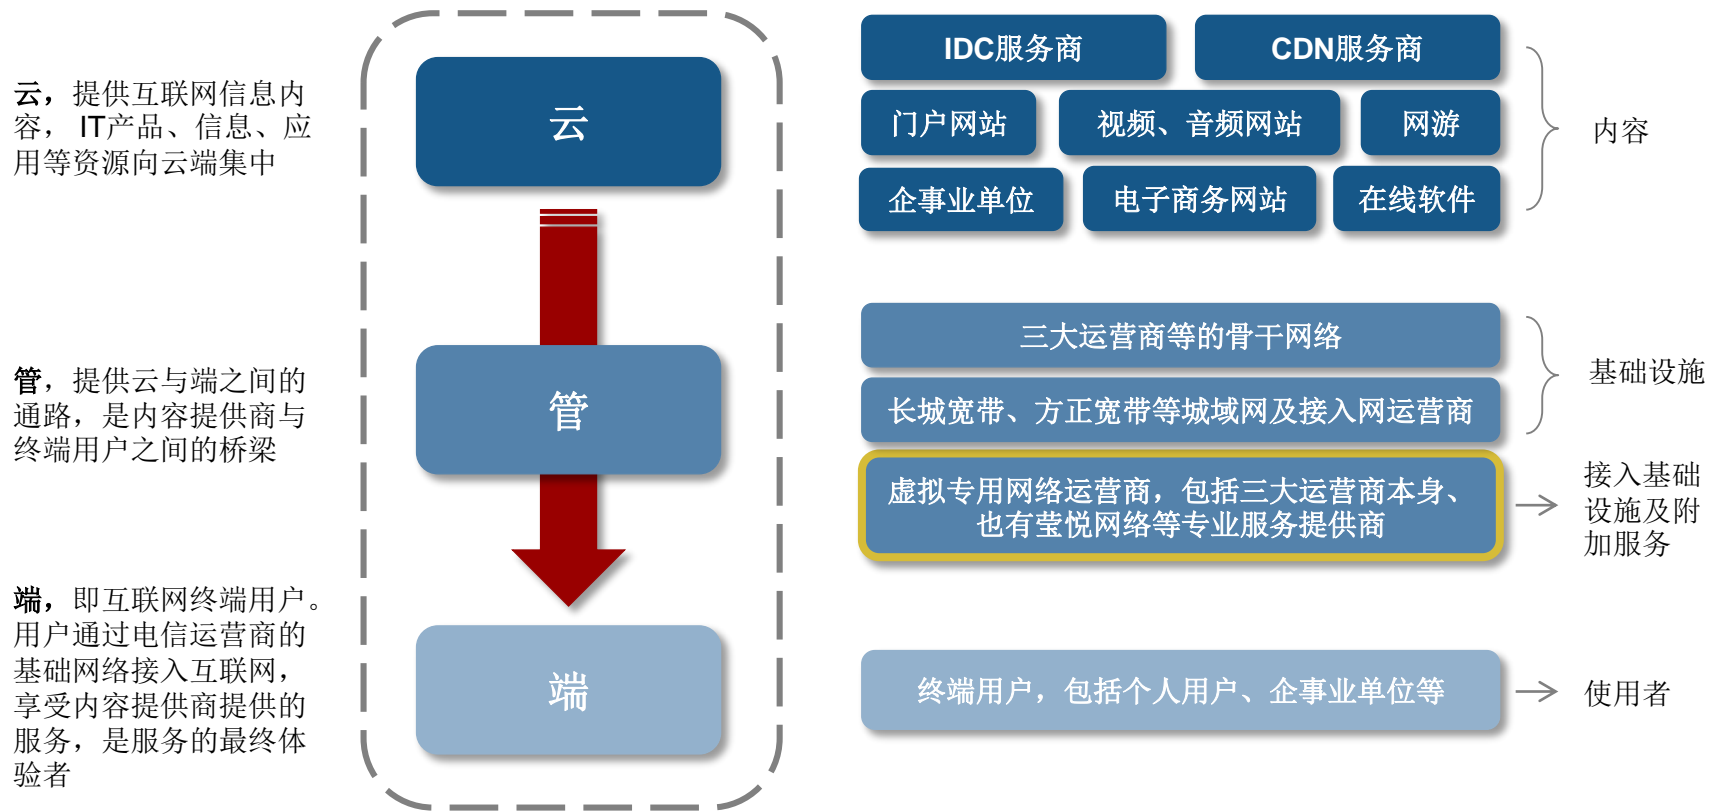 云，提供互联网信息内
容， IT产品、信息、应
用等资源向云端集中
云
IDC服务商
CDN服务商
门户网站
视频、音频网站
网游
企事业单位
电子商务网站
在线软件
内容
管，提供云与端之间的
通路，是内容提供商与
终端用户之间的桥梁
管
三大运营商等的骨干网络
长城宽带、方正宽带等城域网及接入网运营商
基础设施
虚拟专用网络运营商，包括三大运营商本身、
也有莹悦网络等专业服务提供商
接入基础
设施及附
加服务
端，即互联网终端用户。
用户通过电信运营商的
基础网络接入互联网，
享受内容提供商提供的
服务，是服务的最终体
验者
端
终端用户，包括个人用户、企事业单位等
使用者